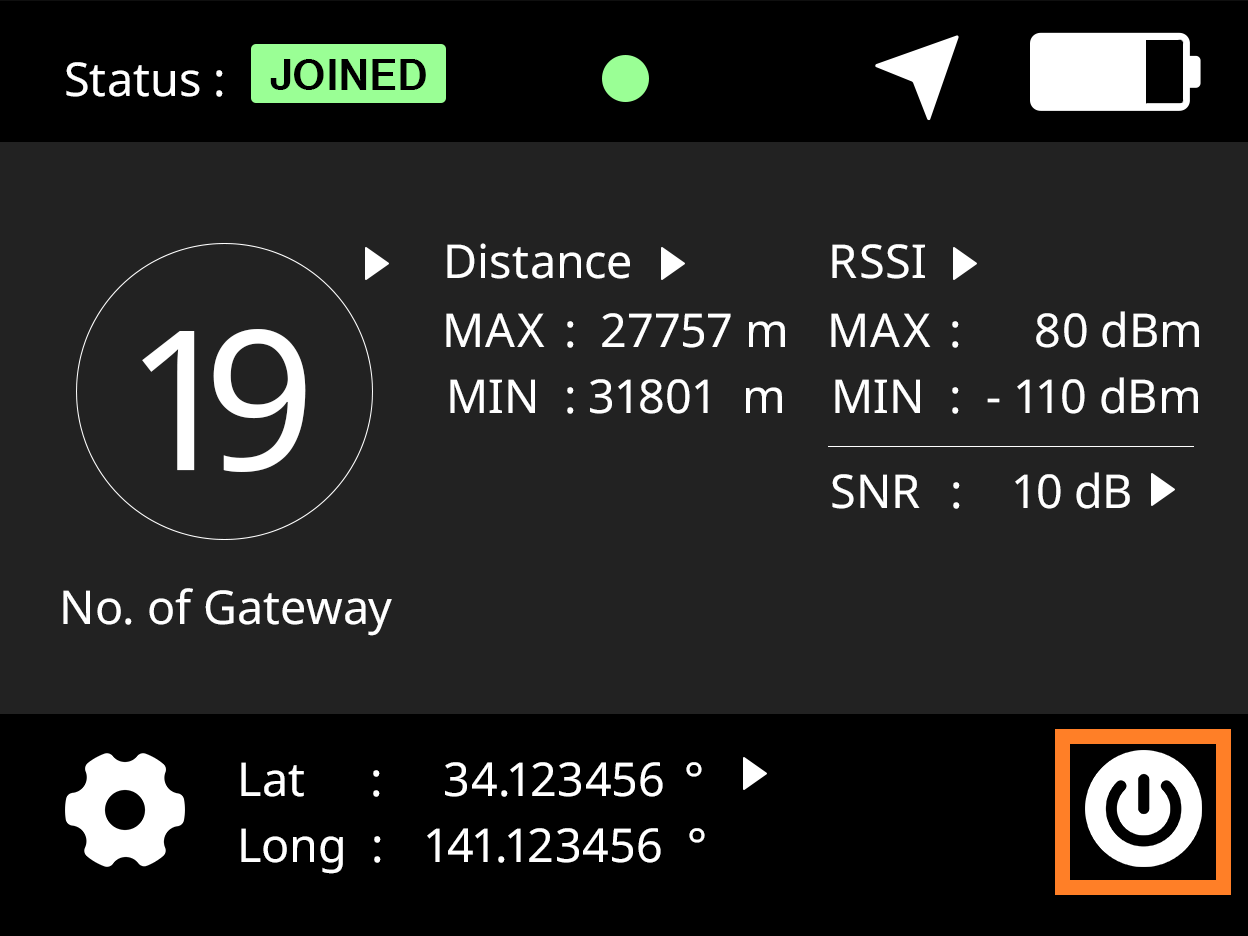 Status : JOINED
19
No. of Gateway
Distance
MAX : 27757 m
MIN : 31801 m
RSSI
MAX : 80 dBm
MIN : - 110 dBm
SNR : 10 dB
Lat : 34.123456 °
Long : 141.123456 °